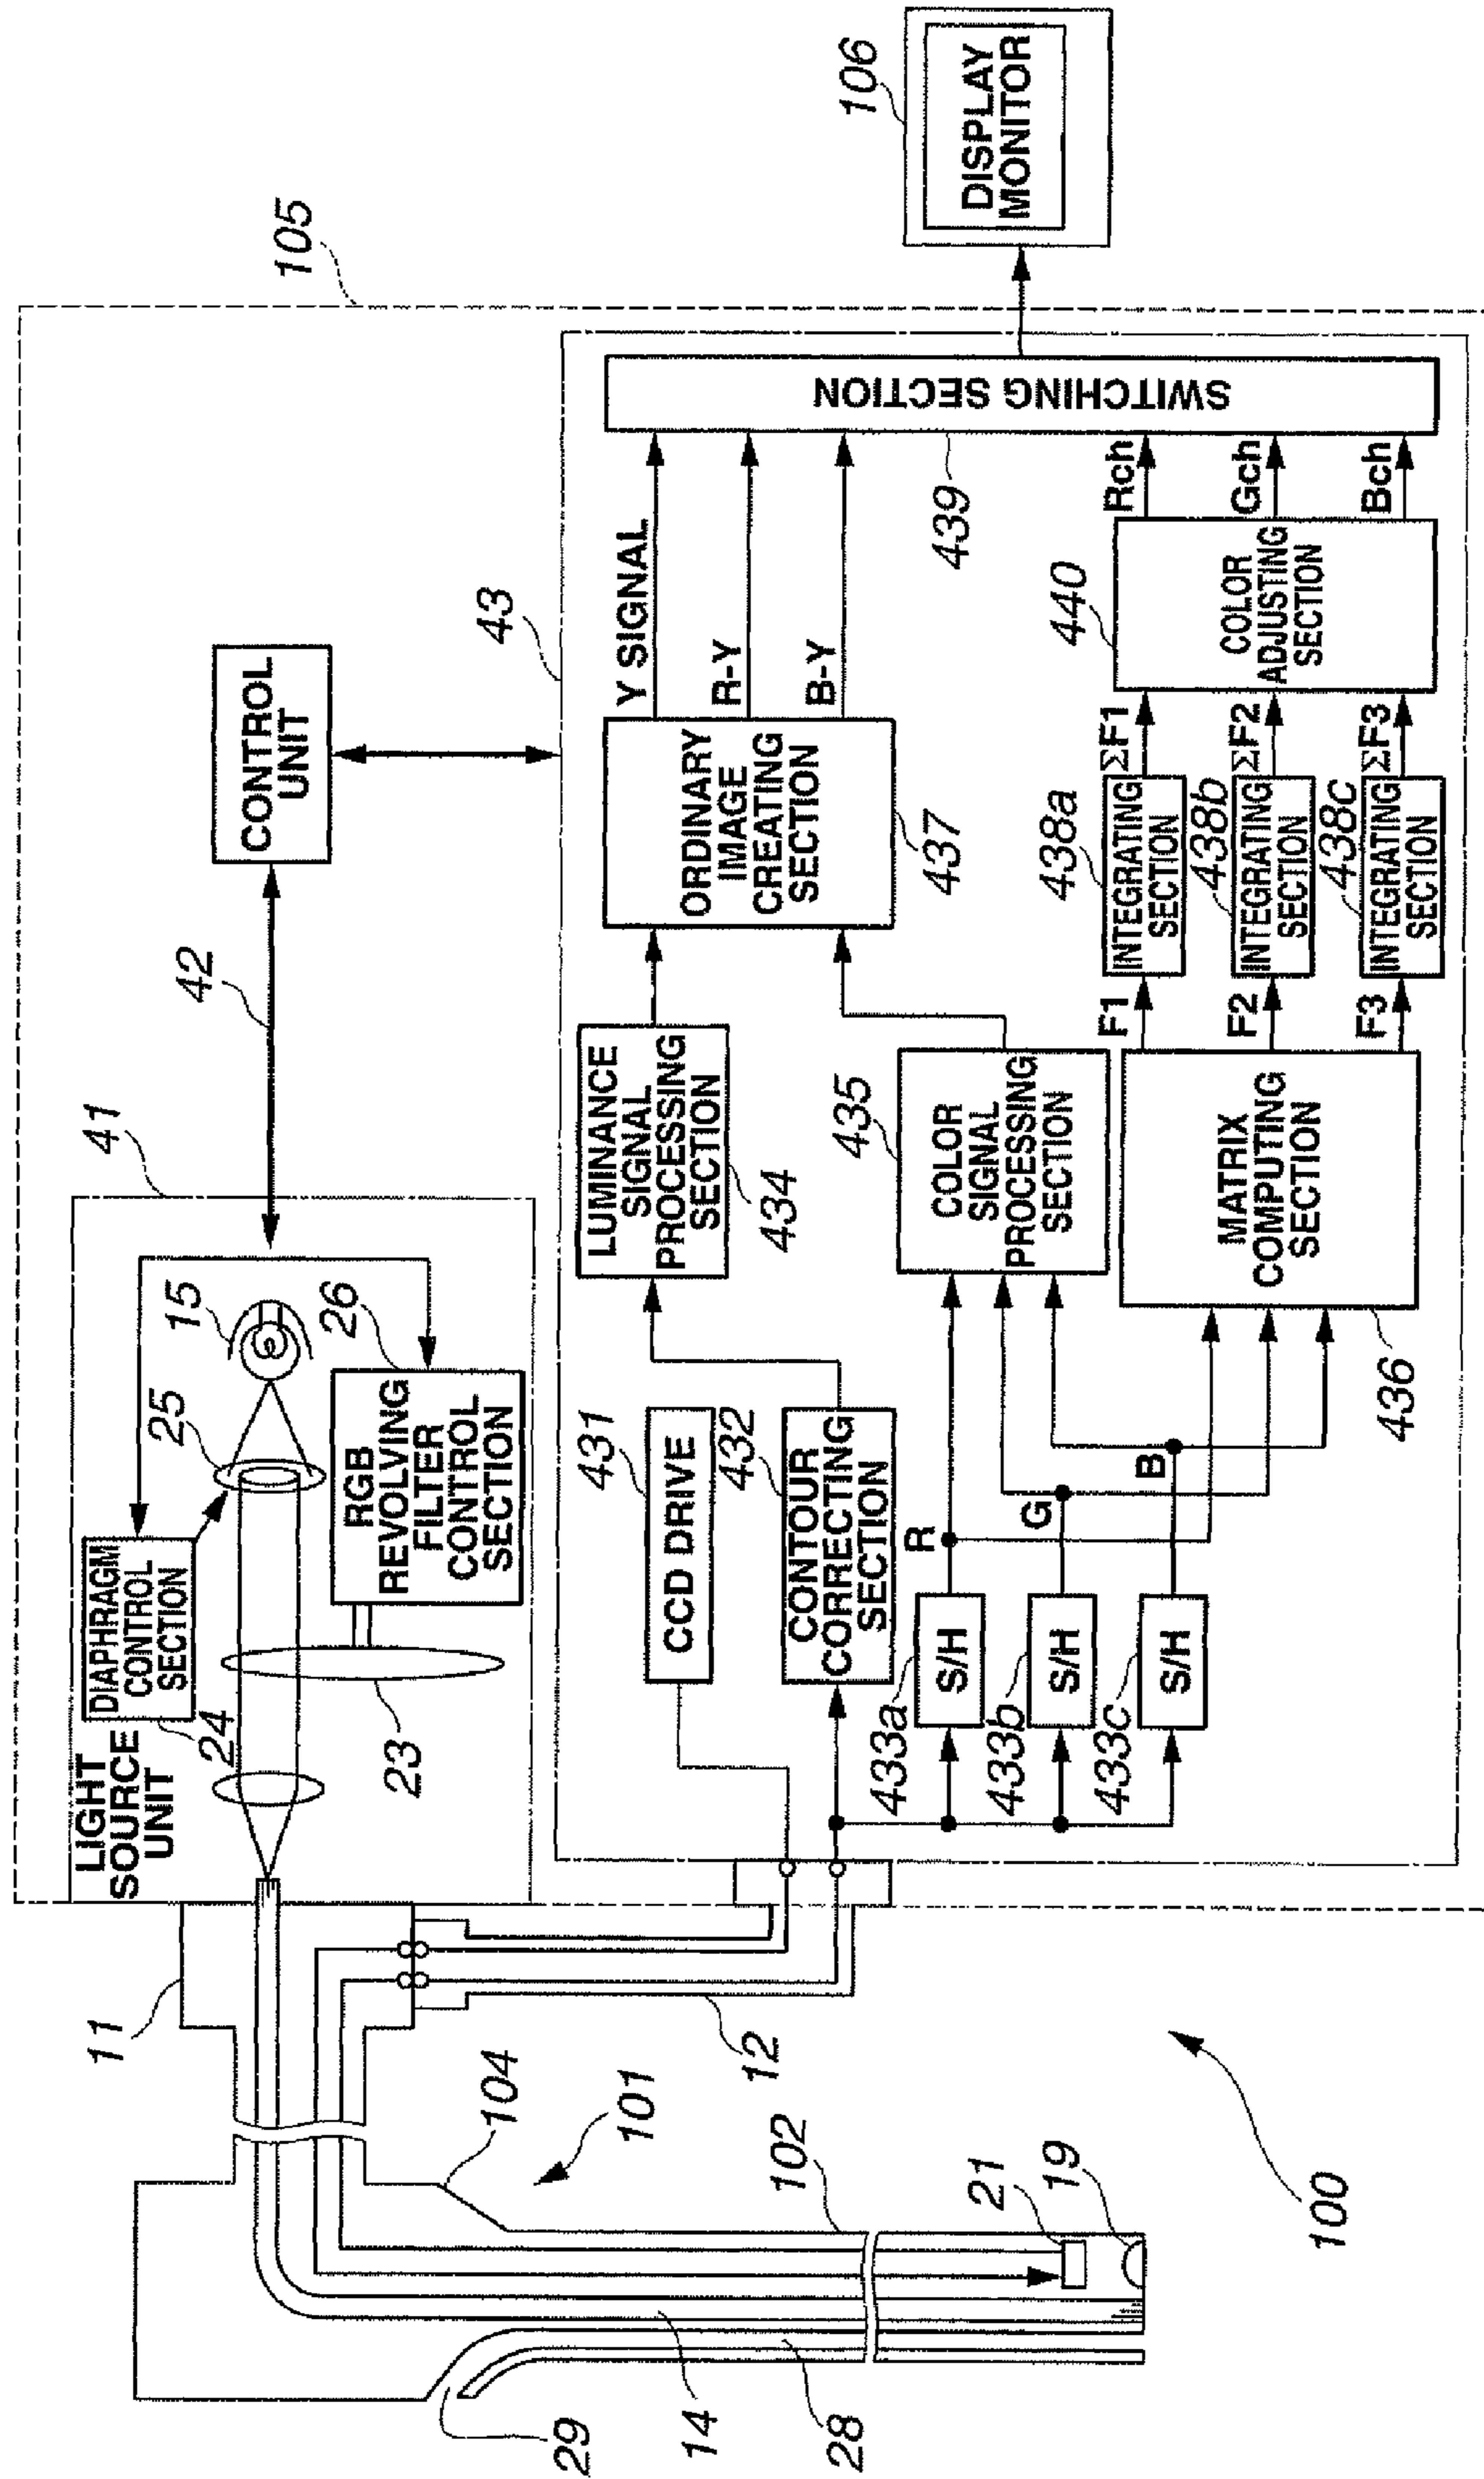 105
106
DISPLAY
MONITOR
41
42
CONTROL
UNIT
43
LIGHT
SOURCE
UNIT
DIAPHRAGM
CONTROL
SECTION
24
25
15
26
RGB
REVOLVING
FILTER
CONTROL
SECTION
23
11
12
104
101
102
21
19
100
14
28
29
431
CCD DRIVE
432
CONTOUR
CORRECTING
SECTION
433a
S/H
433b
S/H
433c
S/H
R
G
B
LUMINANCE
SIGNAL
PROCESSING
SECTION
434
435
COLOR
SIGNAL
PROCESSING
SECTION
MATRIX
COMPUTING
SECTION
436
ORDINARY
IMAGE
CREATING
SECTION
437
Y SIGNAL
R-Y
B-Y
F1
F2
F3
438a
INTEGRATING
SECTION
438b
INTEGRATING
SECTION
438c
INTEGRATING
SECTION
ΣF1
ΣF2
ΣF3
440
COLOR
ADJUSTING
SECTION
Rch
Gch
Bch
439
SWITCHING SECTION